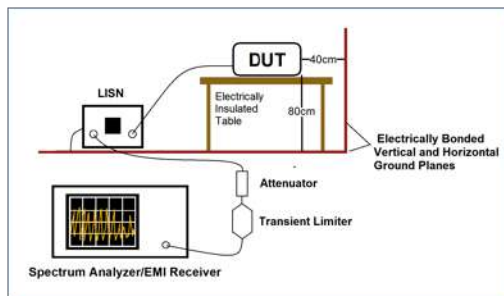 DUT
40cm
LISN
Electrically
Insulated
Table
80cm
Electrically Bonded
Vertical and Horizontal
Ground Planes
Attenuator
Transient Limiter
Spectrum Analyzer/EMI Receiver